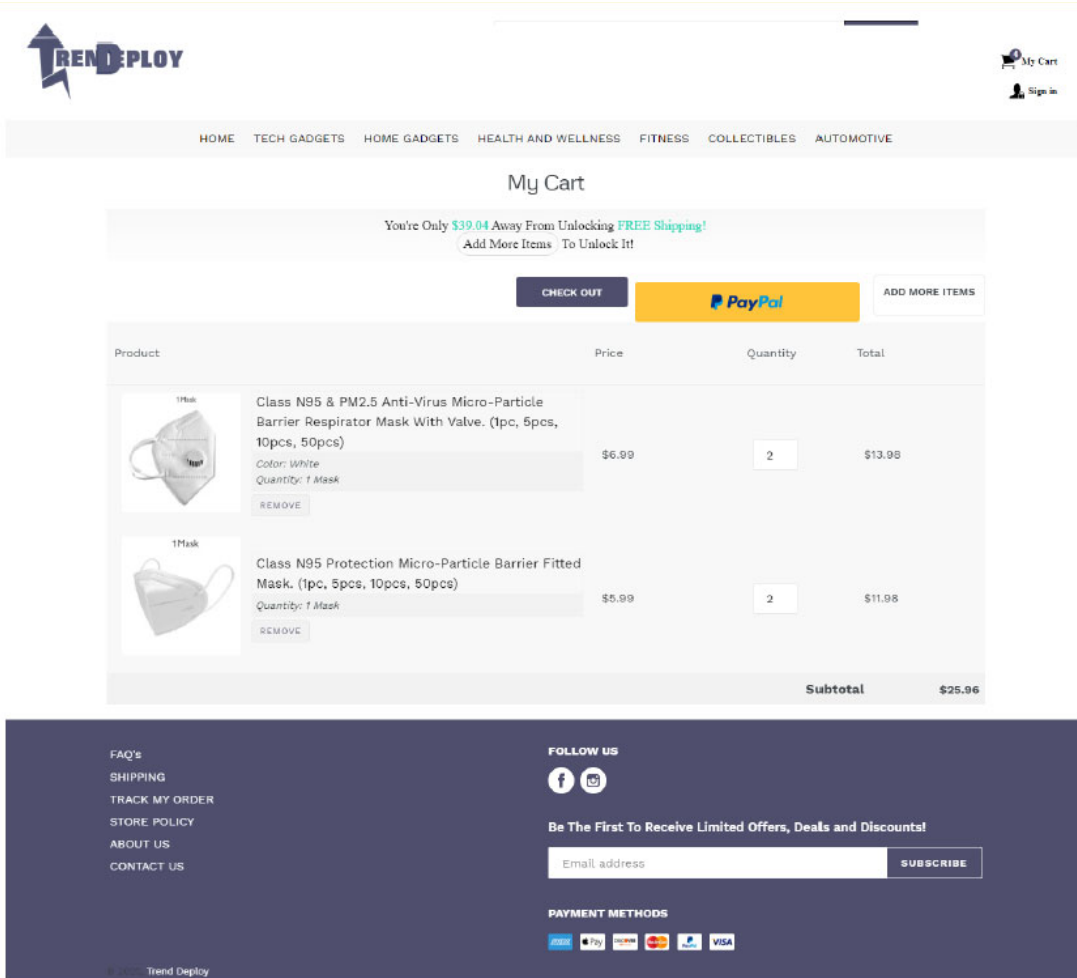 TRENDEPLOY
4
My Cart
Sign in
HOME TECH GADGETS HOME GADGETS HEALTH AND WELLNESS FITNESS COLLECTIBLES AUTOMOTIVE
My Cart
You're Only $39.04 Away From Unlocking FREE Shipping!
Add More Items To Unlock It!
CHECK OUT PayPal ADD MORE ITEMS
Product Price Quantity Total
1Mask
Class N95 & PM2.5 Anti-Virus Micro-Particle
Barrier Respirator Mask With Valve. (1pc, 5pcs,
10pcs, 50pcs)
Color: White
Quantity: 1 Mask
REMOVE
$6.99 2 $13.98
1Mask
Class N95 Protection Micro-Particle Barrier Fitted
Mask. (1pc, 5pcs, 10pcs, 50pcs)
Quantity: 1 Mask
REMOVE
$5.99 2 $11.98
Subtotal $25.96
FAQ's
SHIPPING
TRACK MY ORDER
STORE POLICY
ABOUT US
CONTACT US
FOLLOW US
Be The First To Receive Limited Offers, Deals and Discounts!
Email address SUBSCRIBE
PAYMENT METHODS
Pay VISA
Trend Deploy